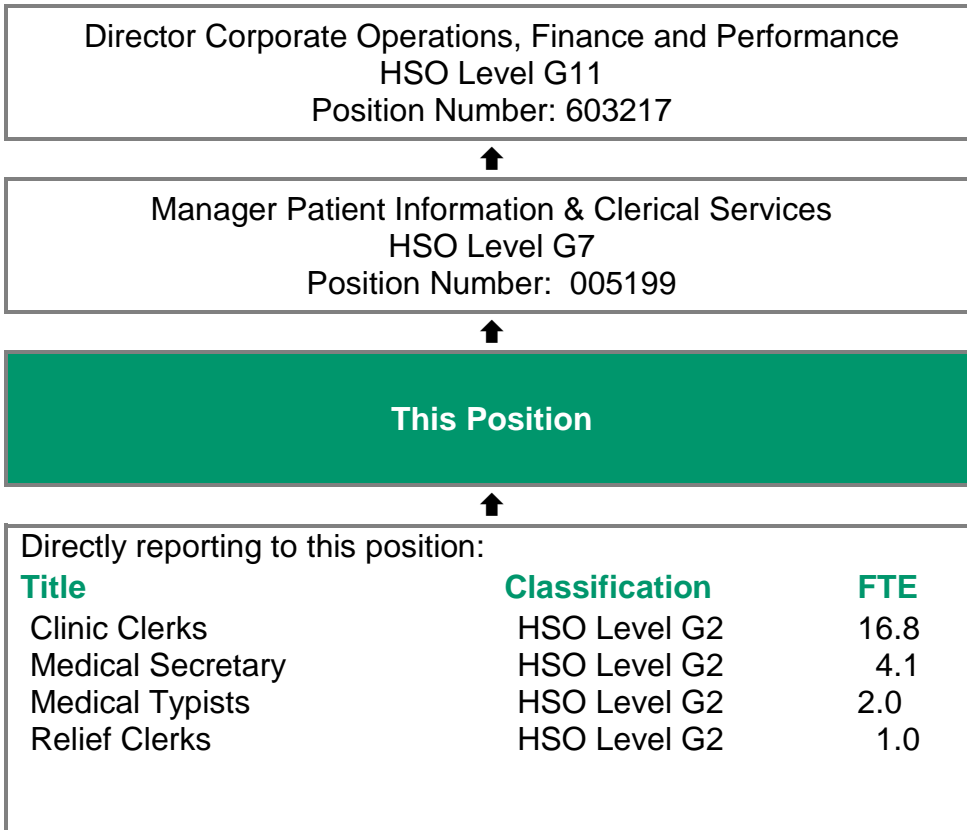 Director Corporate Operations, Finance and Performance
HSO Level G11
Position Number: 603217
Manager Patient Information & Clerical Services
HSO Level G7
Position Number: 005199
This Position
Directly reporting to this position:
Title Classification FTE
Clinic Clerks HSO Level G2 16.8
Medical Secretary HSO Level G2 4.1
Medical Typists HSO Level G2 2.0
Relief Clerks HSO Level G2 1.0